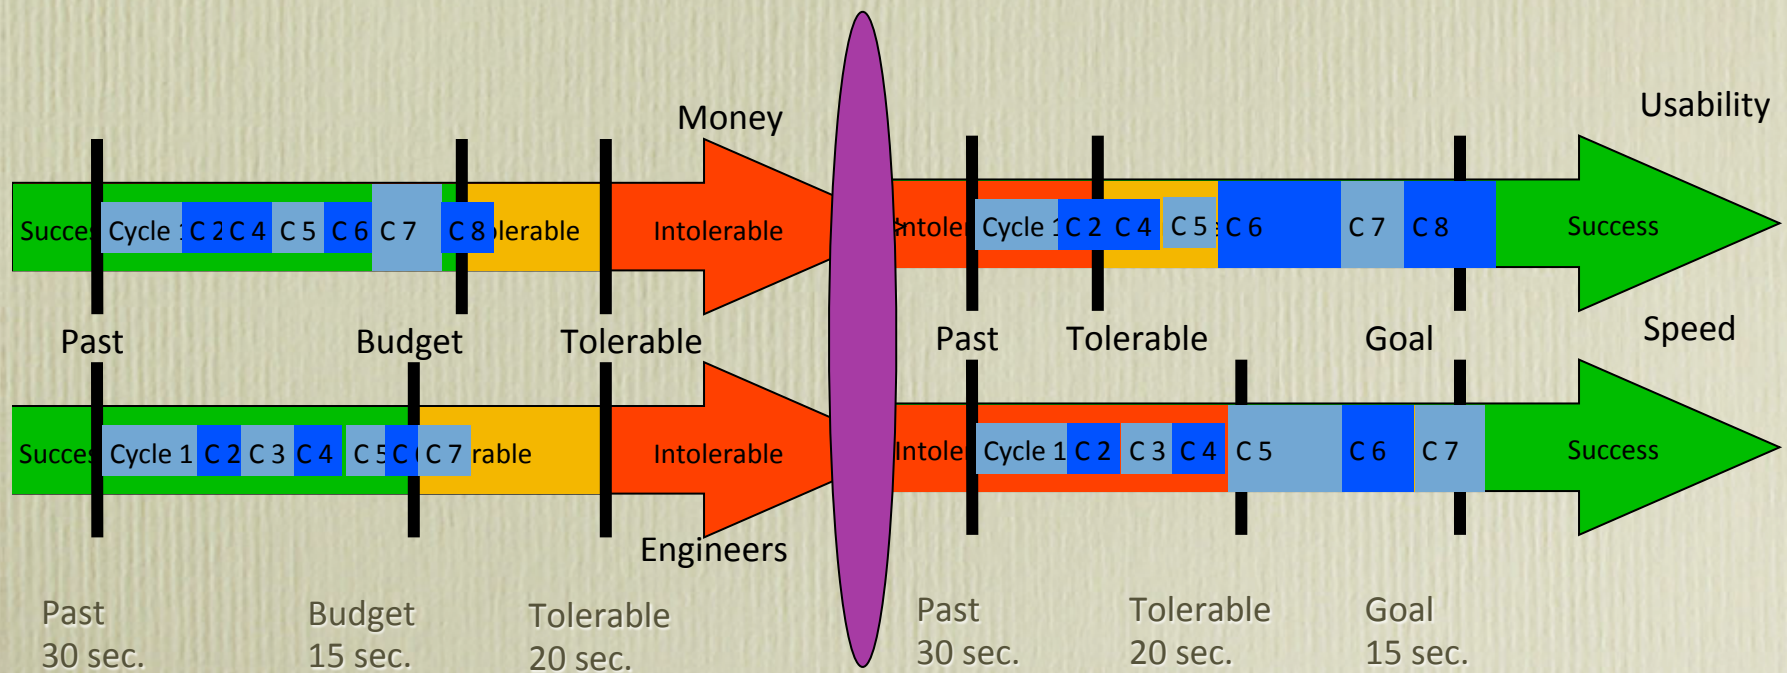 Money
Usability
Succes Cycle 1 C 2 C 4 C 5 C 6 C 7 C 8 lerable Intolerable
Intoler Cycle 1 C 2 C 4 C 5 C 6 C 7 C 8 Success
Past Budget Tolerable
Past Tolerable Goal
Speed
Succes Cycle 1 C 2 C 3 C 4 C 5 C C 7 rable Intolerable
Intole Cycle 1 C 2 C 3 C 4 C 5 C 6 C 7 Success
Engineers
Past Budget Tolerable
30 sec. 15 sec. 20 sec.
Past Tolerable Goal
30 sec. 20 sec. 15 sec.